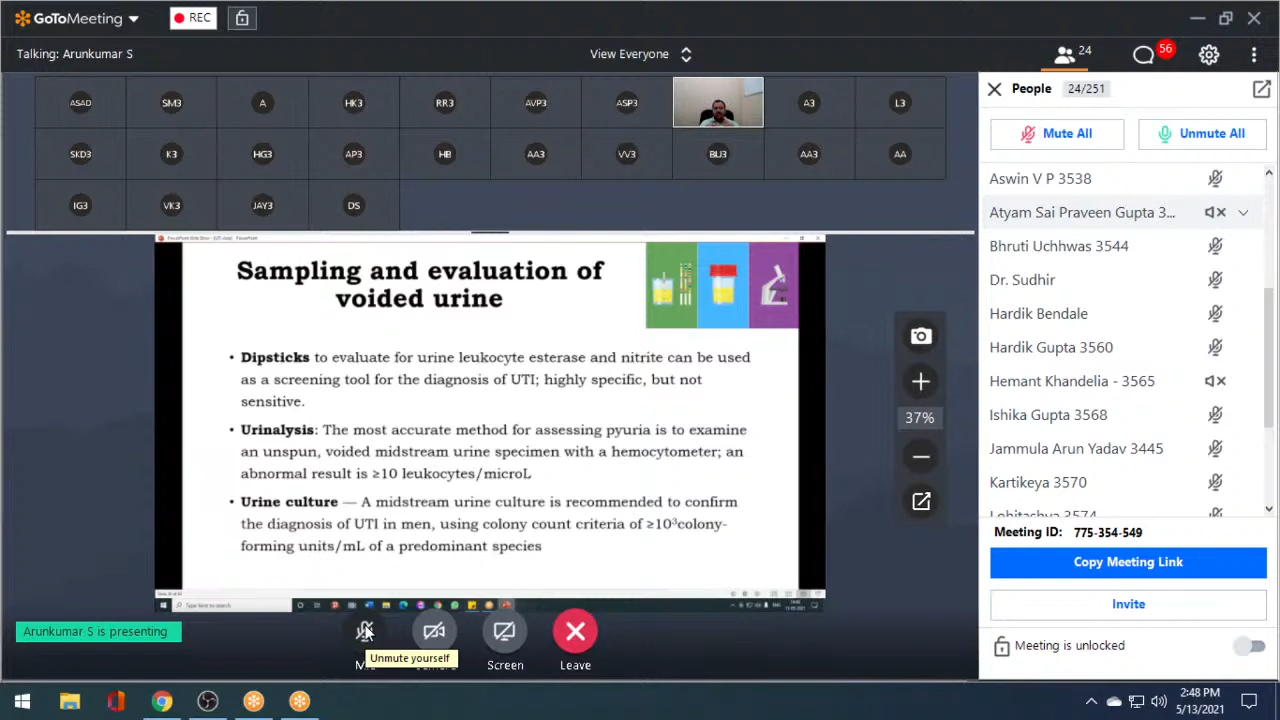 GoToMeeting
REC
Talking: Arunkumar S
View Everyone
24
56
ASAD
SM3
A
HK3
RR3
AVP3
ASP3
A3
L3
SKD3
K3
HG3
AP3
HB
AA3
VV3
BU3
AA3
AA
IG3
VK3
JAY3
DS
Sampling and evaluation of
voided urine
• Dipsticks to evaluate for urine leukocyte esterase and nitrite can be used
as a screening tool for the diagnosis of UTI; highly specific, but not
sensitive.
• Urinalysis: The most accurate method for assessing pyuria is to examine
an unspun, voided midstream urine specimen with a hemocytometer; an
abnormal result is ≥10 leukocytes/microL
• Urine culture — A midstream urine culture is recommended to confirm
the diagnosis of UTI in men, using colony count criteria of ≥10³colony-
forming units/mL of a predominant species
Type here to search
37%
Arunkumar S is presenting
Unmute yourself
Screen
Leave
People
24/251
Mute All
Unmute All
Aswin V P 3538
Atyam Sai Praveen Gupta 3...
Bhruti Uchhwas 3544
Dr. Sudhir
Hardik Bendale
Hardik Gupta 3560
Hemant Khandelia - 3565
Ishika Gupta 3568
Jammula Arun Yadav 3445
Kartikeya 3570
Lohitashya 3574
Meeting ID: 775-354-549
Copy Meeting Link
Invite
Meeting is unlocked
2:48 PM
5/13/2021